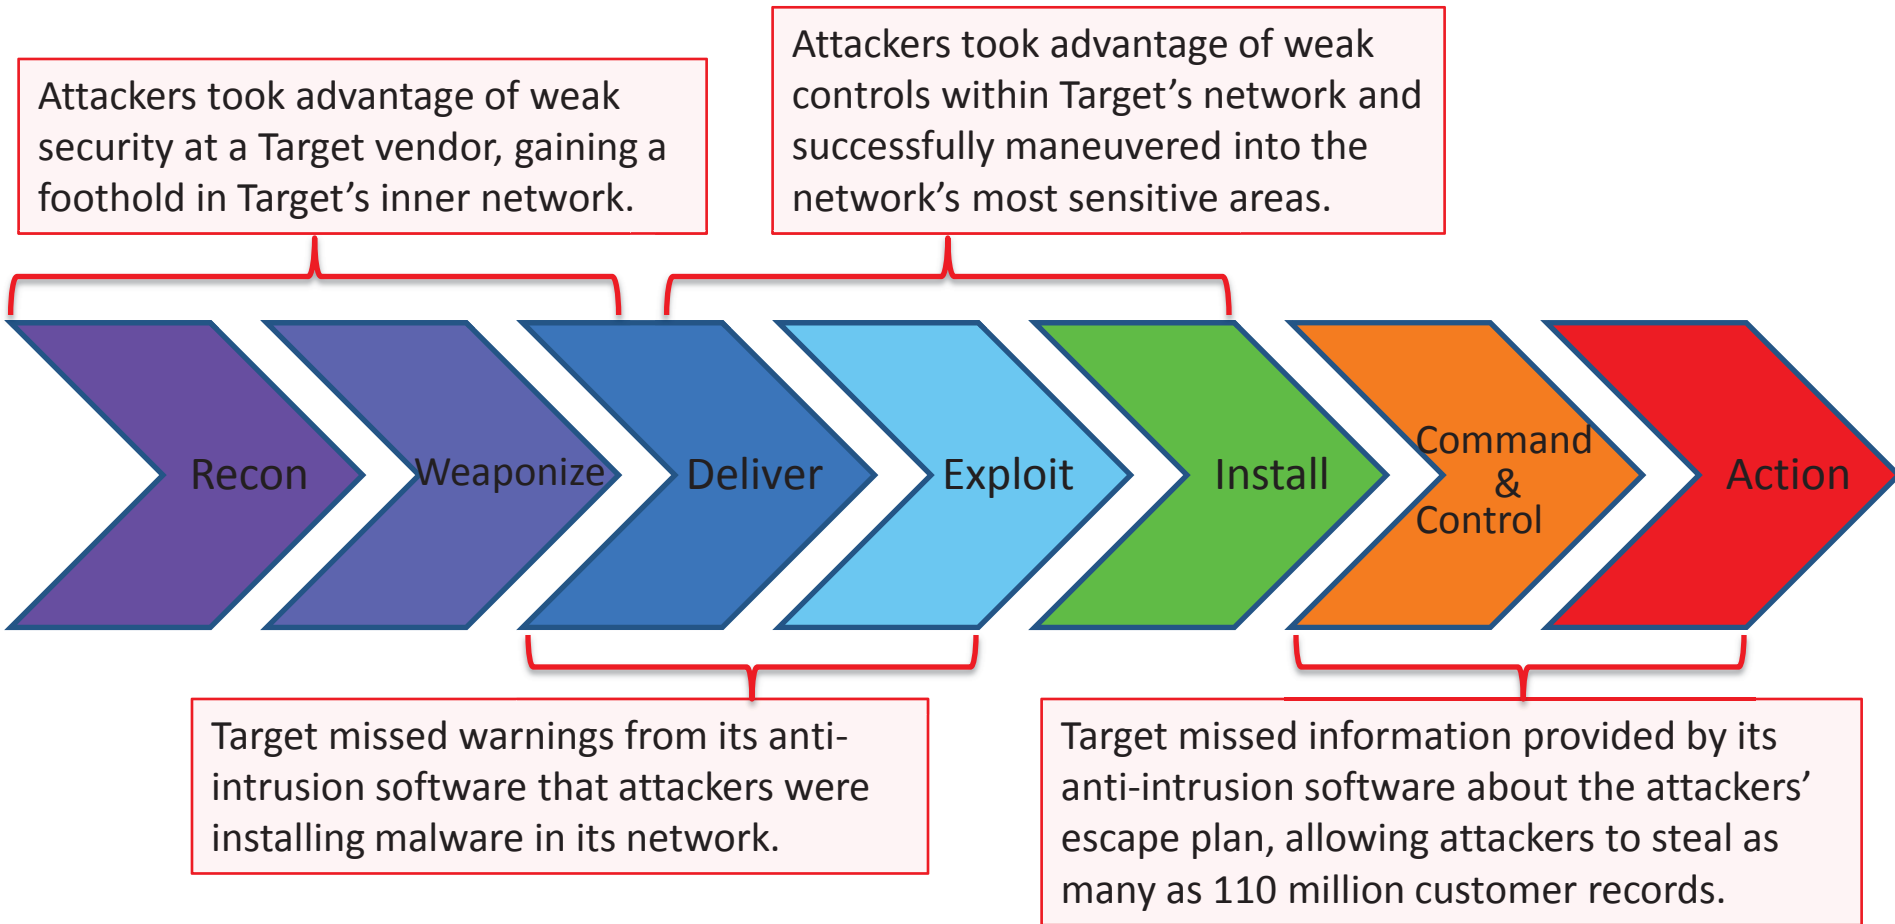 Attackers took advantage of weak
security at a Target vendor, gaining a
foothold in Target’s inner network.
Attackers took advantage of weak
controls within Target’s network and
successfully maneuvered into the
network’s most sensitive areas.
Recon
Weaponize
Deliver
Exploit
Install
Command
&
Control
Action
Target missed warnings from its anti-
intrusion software that attackers were
installing malware in its network.
Target missed information provided by its
anti-intrusion software about the attackers’
escape plan, allowing attackers to steal as
many as 110 million customer records.